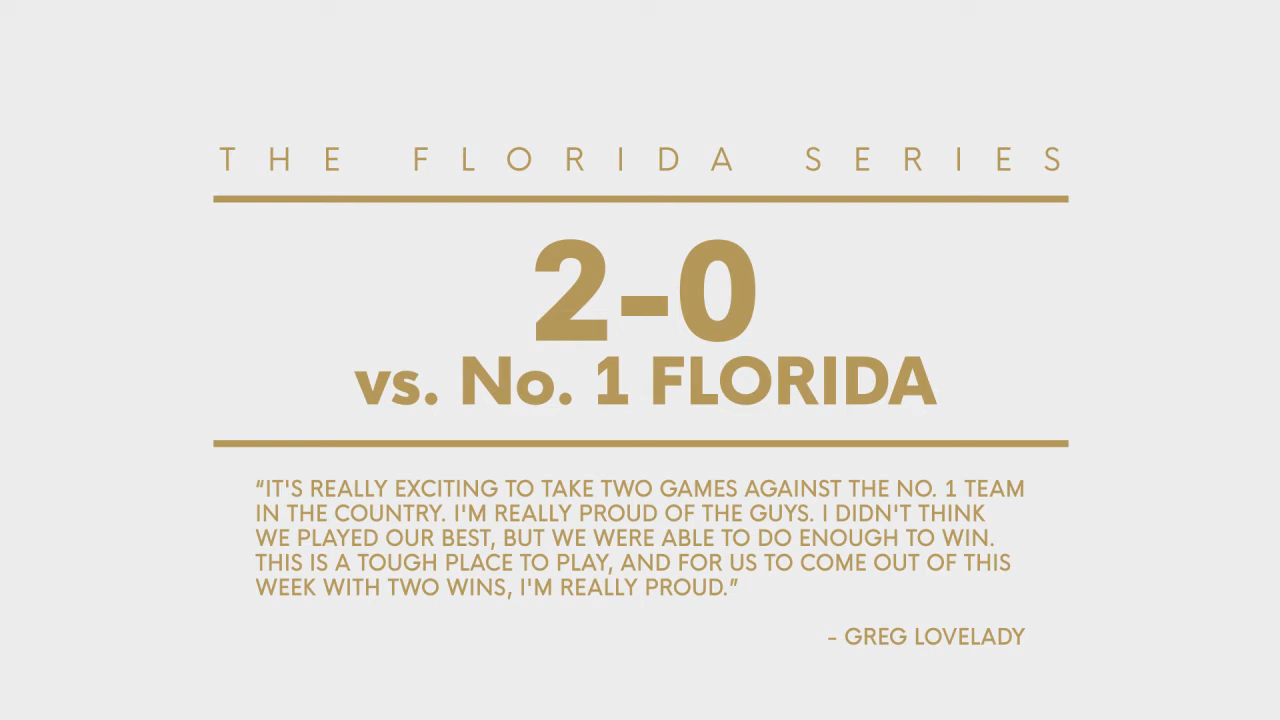 THE FLORIDA SERIES
2-0
vs. No. 1 FLORIDA
“IT'S REALLY EXCITING TO TAKE TWO GAMES AGAINST THE NO. 1 TEAM
IN THE COUNTRY. I'M REALLY PROUD OF THE GUYS. I DIDN'T THINK
WE PLAYED OUR BEST, BUT WE WERE ABLE TO DO ENOUGH TO WIN.
THIS IS A TOUGH PLACE TO PLAY, AND FOR US TO COME OUT OF THIS
WEEK WITH TWO WINS, I'M REALLY PROUD.”
- GREG LOVELADY